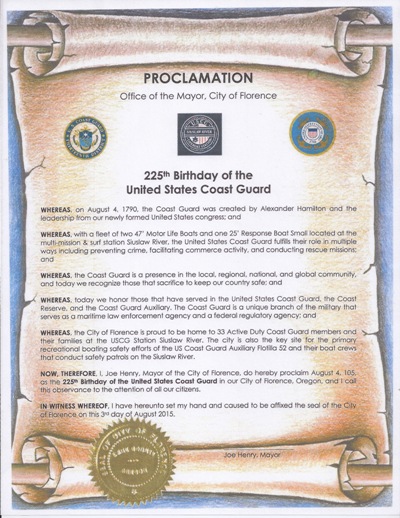 PROCLAMATION
Office of the Mayor, City of Florence
225th Birthday of the
United States Coast Guard
WHEREAS, on August 4, 1790, the Coast Guard was created by Alexander Hamilton and the
leadership from our newly formed United States congress; and
WHEREAS, with a fleet of two 47' Motor Life Boats and one 25' Response Boat Small located at the
multi-mission & surf station Siuslaw River, the United States Coast Guard fulfills their role in multiple
ways including preventing crime, facilitating commerce activity, and conducting rescue missions;
and
WHEREAS, the Coast Guard is a presence in the local, regional, national, and global community,
and today we recognize those that sacrifice to keep our country safe; and
WHEREAS, today we honor those that have served in the United States Coast Guard, the Coast
Reserve, and the Coast Guard Auxiliary. The Coast Guard is a unique branch of the military that
serves as a maritime law enforcement agency and a federal regulatory agency; and
WHEREAS, the City of Florence is proud to be home to 33 Active Duty Coast Guard members and
their families at the USCG Station Siuslaw River. The city is also the key site for the primary
recreational boating safety efforts of the US Coast Guard Auxiliary Flotilla 52 and their boat crews
that conduct safety patrols on the Siuslaw River.
NOW, THEREFORE, I, Joe Henry, Mayor of the City of Florence, do hereby proclaim August 4, 105,
as the 225th Birthday of the United States Coast Guard in our City of Florence, Oregon, and I call
this observance to the attention of all our citizens.
IN WITNESS WHEREOF, I have hereunto set my hand and caused to be affixed the seal of the City
of Florence on this 3rd day of August 2015.
Joe Henry, Mayor